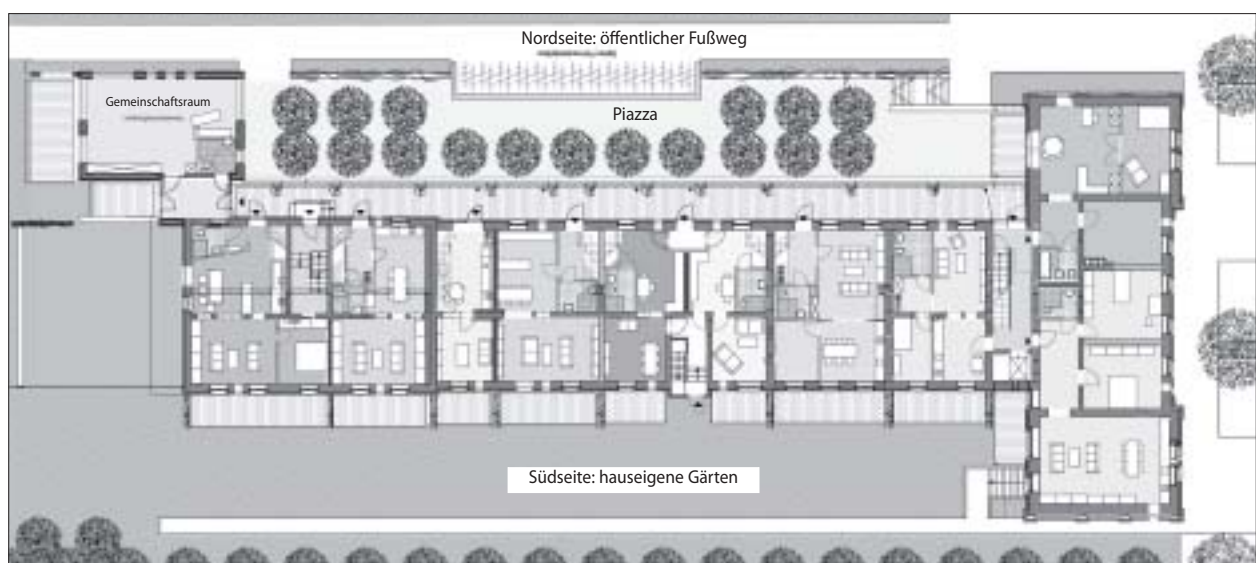 Nordseite: öffentlicher Fußweg
Gemeinschaftsraum
Piazza
Südseite: hauseigene Gärten